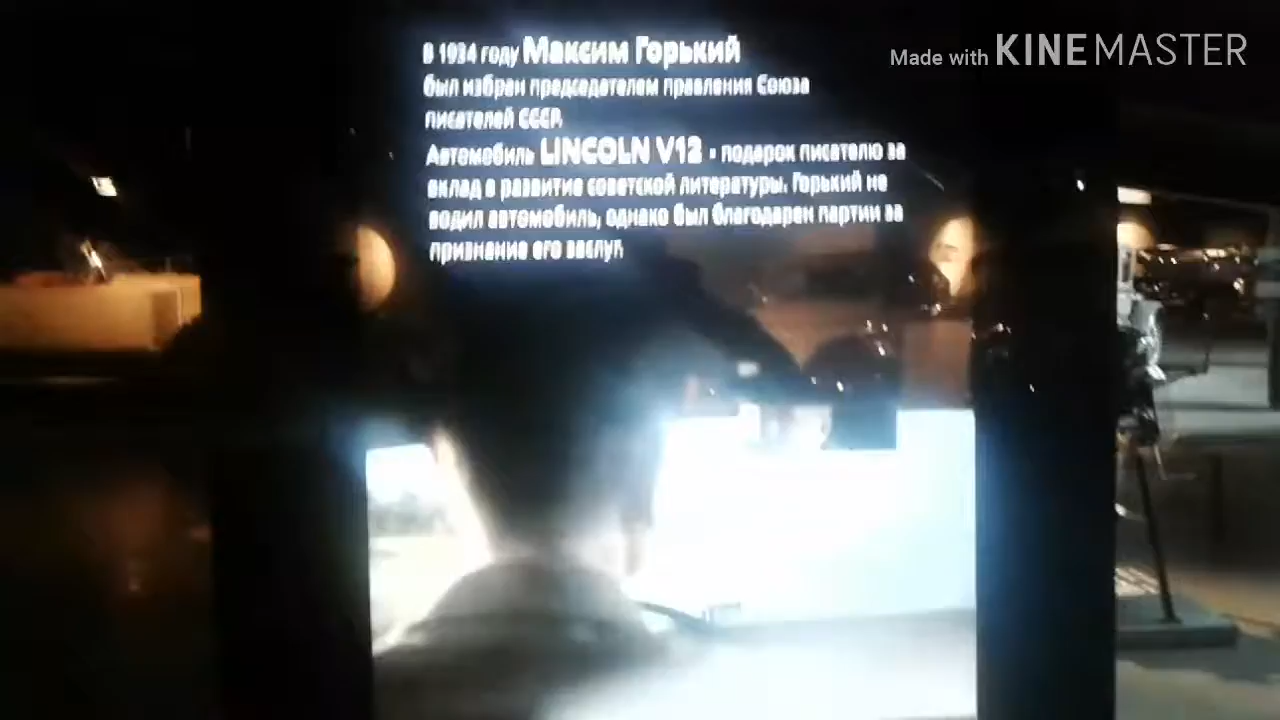 В 1934 году Максим Горький
был избран председателем правления Союза
писателей СССР.
Автомобиль LINCOLN V12 - подарок писателю за
вклад в развитие советской литературы. Горький не
водил автомобиль, однако был благодарен партии за
признание его заслуг.
Made with KINEMASTER